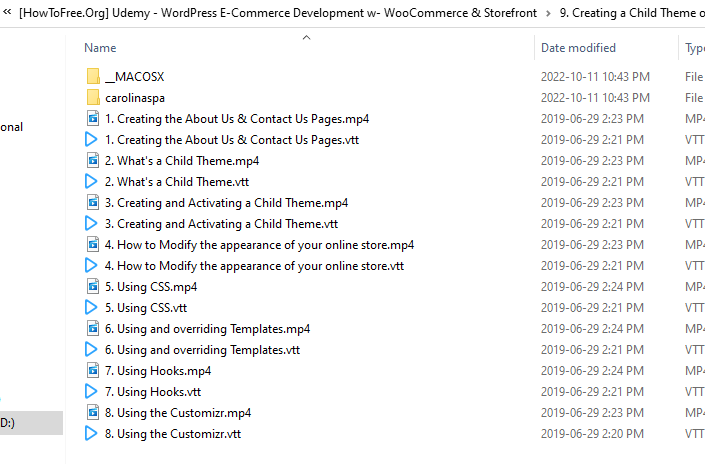 « [HowToFree.Org] Udemy - WordPress E-Commerce Development w- WooCommerce & Storefront › 9. Creating a Child Theme o
Name Date modified Type
__MACOSX 2022-10-11 10:43 PM File
carolinaspa 2022-10-11 10:43 PM File
1. Creating the About Us & Contact Us Pages.mp4 2019-06-29 2:23 PM MP4
onal
1. Creating the About Us & Contact Us Pages.vtt 2019-06-29 2:21 PM VTT
2. What's a Child Theme.mp4 2019-06-29 2:23 PM MP4
2. What's a Child Theme.vtt 2019-06-29 2:21 PM VTT
3. Creating and Activating a Child Theme.mp4 2019-06-29 2:23 PM MP4
3. Creating and Activating a Child Theme.vtt 2019-06-29 2:21 PM VTT
4. How to Modify the appearance of your online store.mp4 2019-06-29 2:23 PM MP4
4. How to Modify the appearance of your online store.vtt 2019-06-29 2:21 PM VTT
5. Using CSS.mp4 2019-06-29 2:24 PM MP4
5. Using CSS.vtt 2019-06-29 2:21 PM VTT
6. Using and overriding Templates.mp4 2019-06-29 2:24 PM MP4
6. Using and overriding Templates.vtt 2019-06-29 2:21 PM VTT
7. Using Hooks.mp4 2019-06-29 2:24 PM MP4
7. Using Hooks.vtt 2019-06-29 2:21 PM VTT
8. Using the Customizr.mp4 2019-06-29 2:23 PM MP4
D:)
8. Using the Customizr.vtt 2019-06-29 2:20 PM VTT